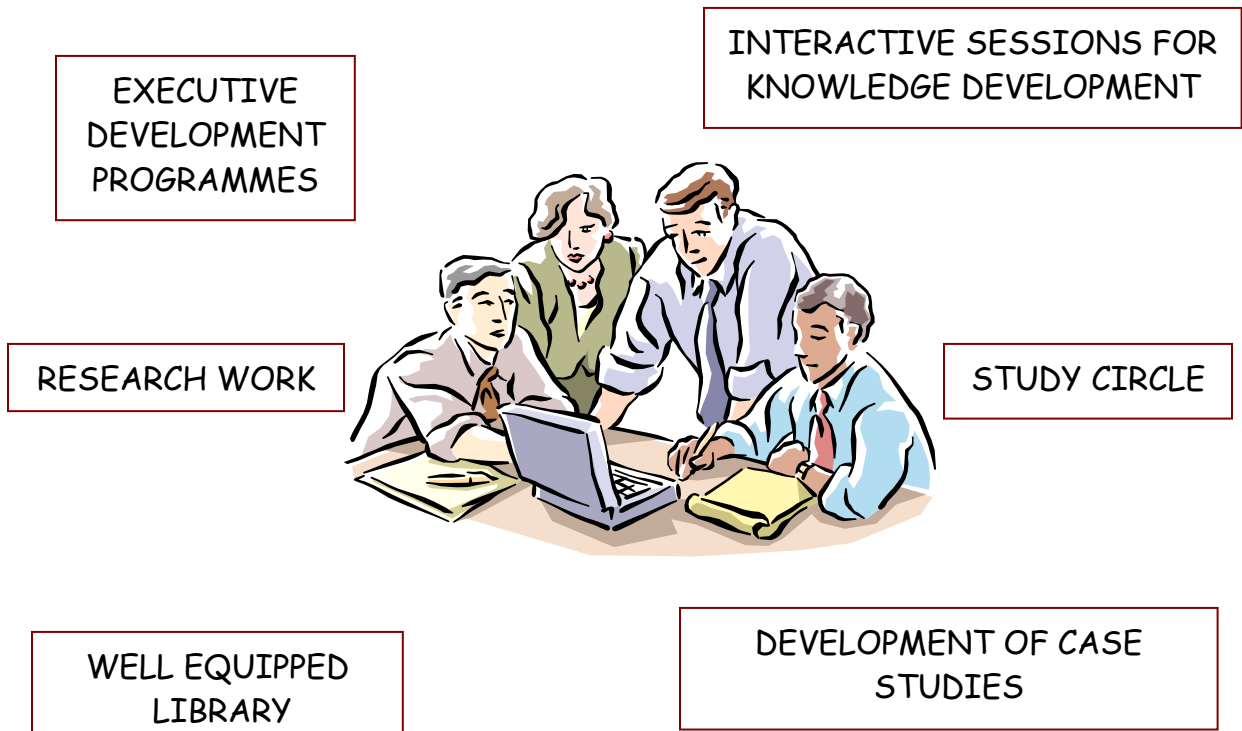 EXECUTIVE
DEVELOPMENT
PROGRAMMES
INTERACTIVE SESSIONS FOR
KNOWLEDGE DEVELOPMENT
RESEARCH WORK
STUDY CIRCLE
WELL EQUIPPED
LIBRARY
DEVELOPMENT OF CASE
STUDIES